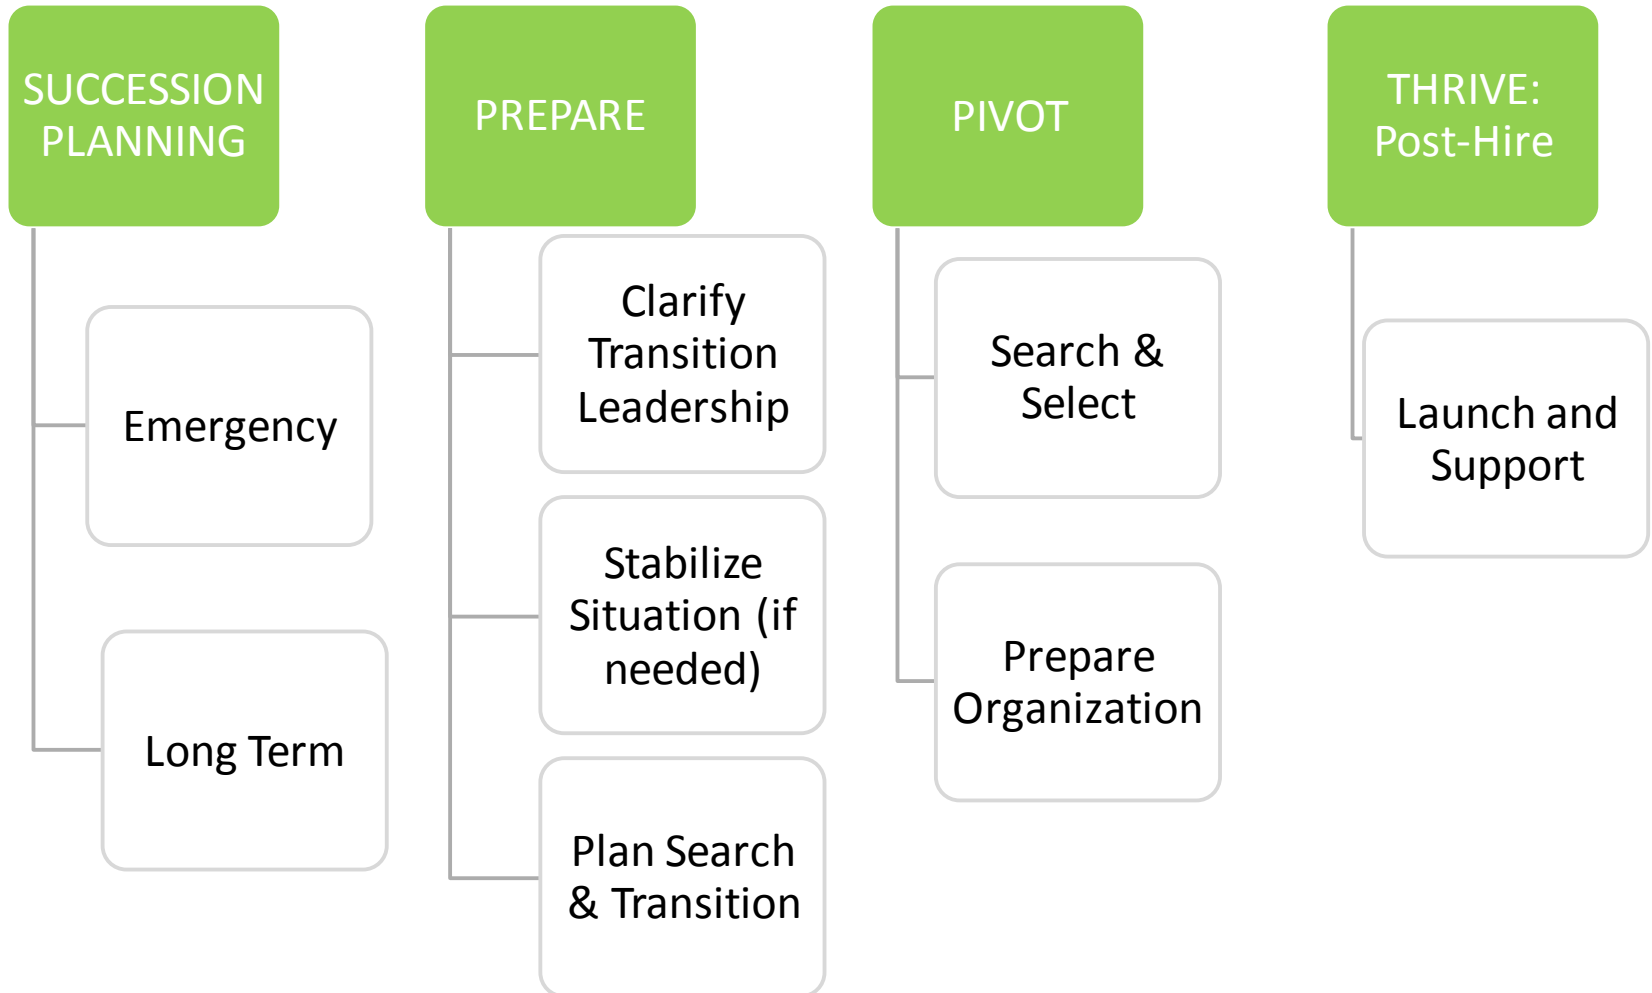 SUCCESSION
PLANNING
Emergency
Long Term
PREPARE
Clarify
Transition
Leadership
Stabilize
Situation (if
needed)
Plan Search
& Transition
PIVOT
Search &
Select
Prepare
Organization
THRIVE:
Post-Hire
Launch and
Support